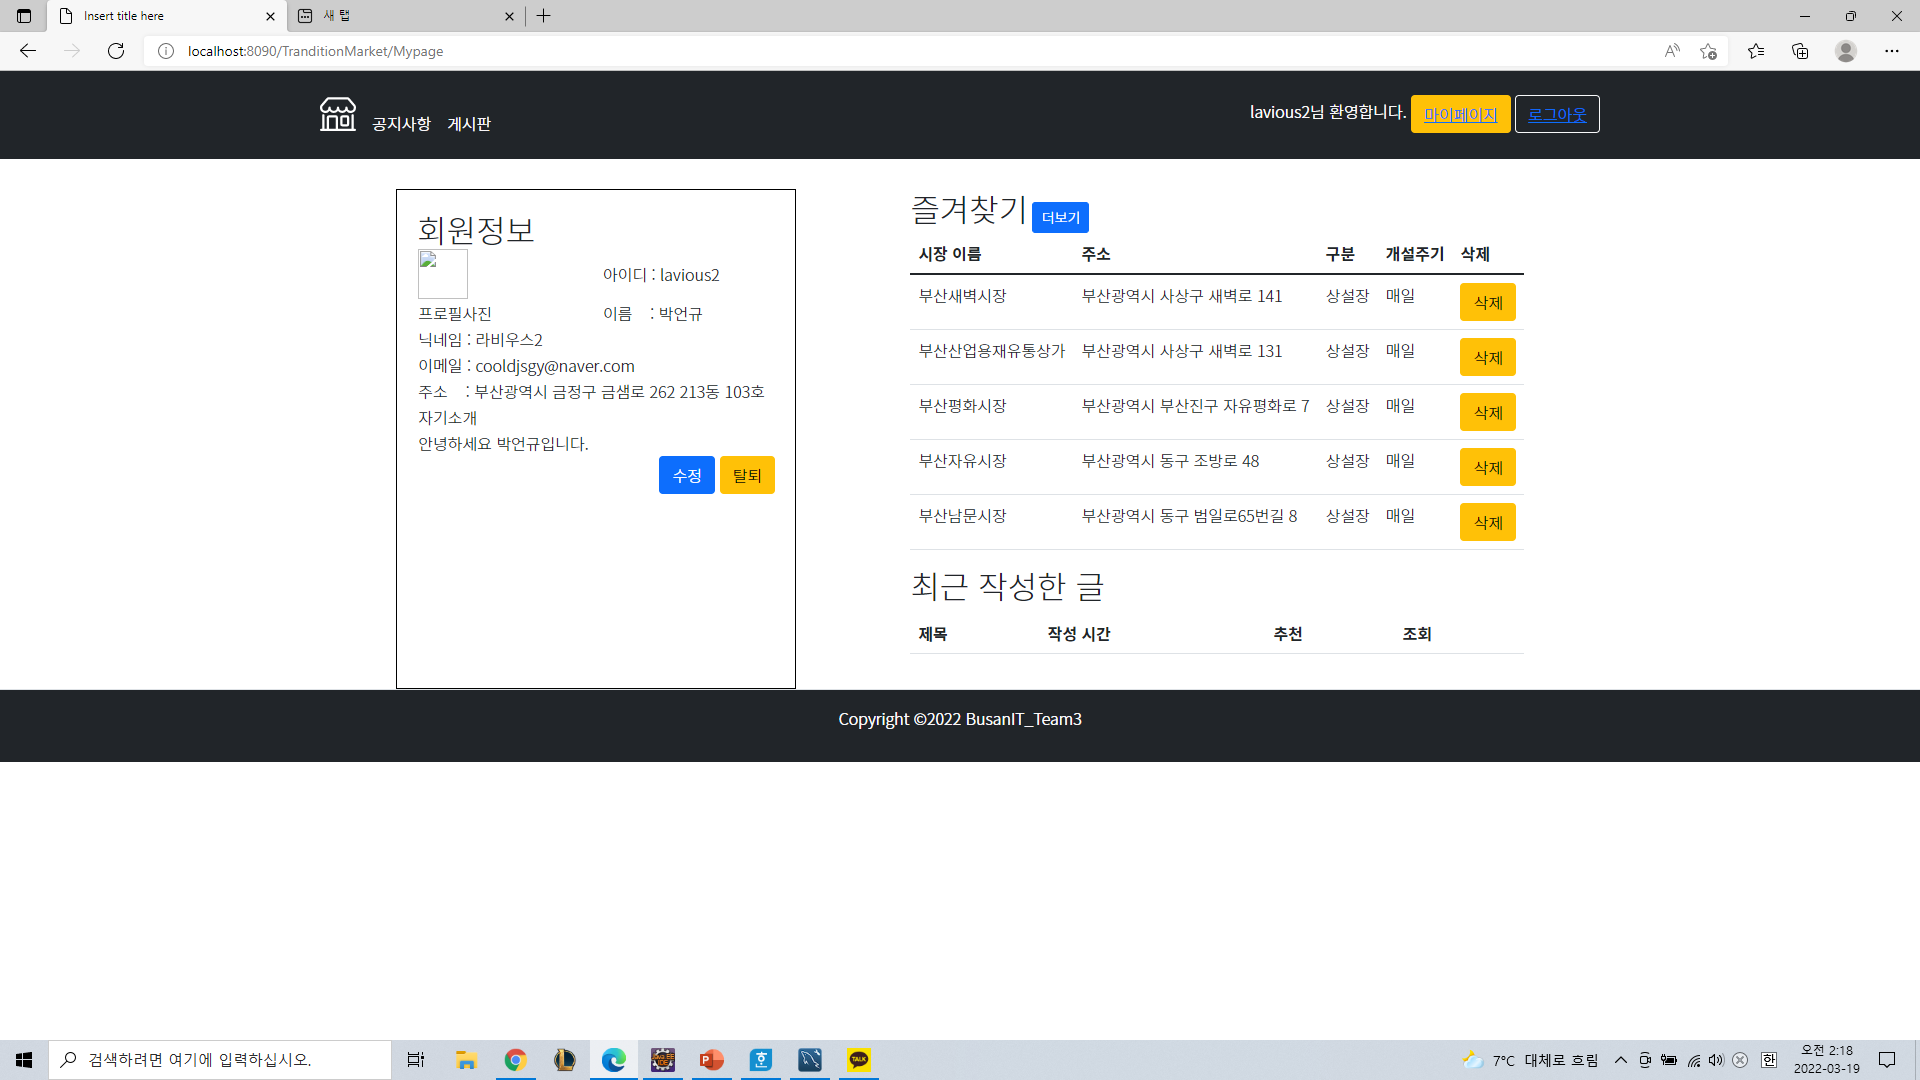 Insert title here
새 탭
localhost:8090/TranditionMarket/Mypage
공지사항 게시판
lavious2님 환영합니다. 마이페이지 로그아웃
회원정보
아이디 : lavious2
프로필사진 이름 : 박언규
닉네임 : 라비우스2
이메일 : cooldjsgy@naver.com
주소 : 부산광역시 금정구 금샘로 262 213동 103호
자기소개
안녕하세요 박언규입니다.
수정 탈퇴
즐겨찾기 더보기
시장 이름 주소 구분 개설주기 삭제
부산새벽시장 부산광역시 사상구 새벽로 141 상설장 매일 삭제
부산산업용재유통상가 부산광역시 사상구 새벽로 131 상설장 매일 삭제
부산평화시장 부산광역시 부산진구 자유평화로 7 상설장 매일 삭제
부산자유시장 부산광역시 동구 조방로 48 상설장 매일 삭제
부산남문시장 부산광역시 동구 범일로65번길 8 상설장 매일 삭제
최근 작성한 글
제목 작성 시간 추천 조회
Copyright ©2022 BusanIT_Team3
검색하려면 여기에 입력하십시오.
7°C 대체로 흐림
한
오전 2:18
2022-03-19